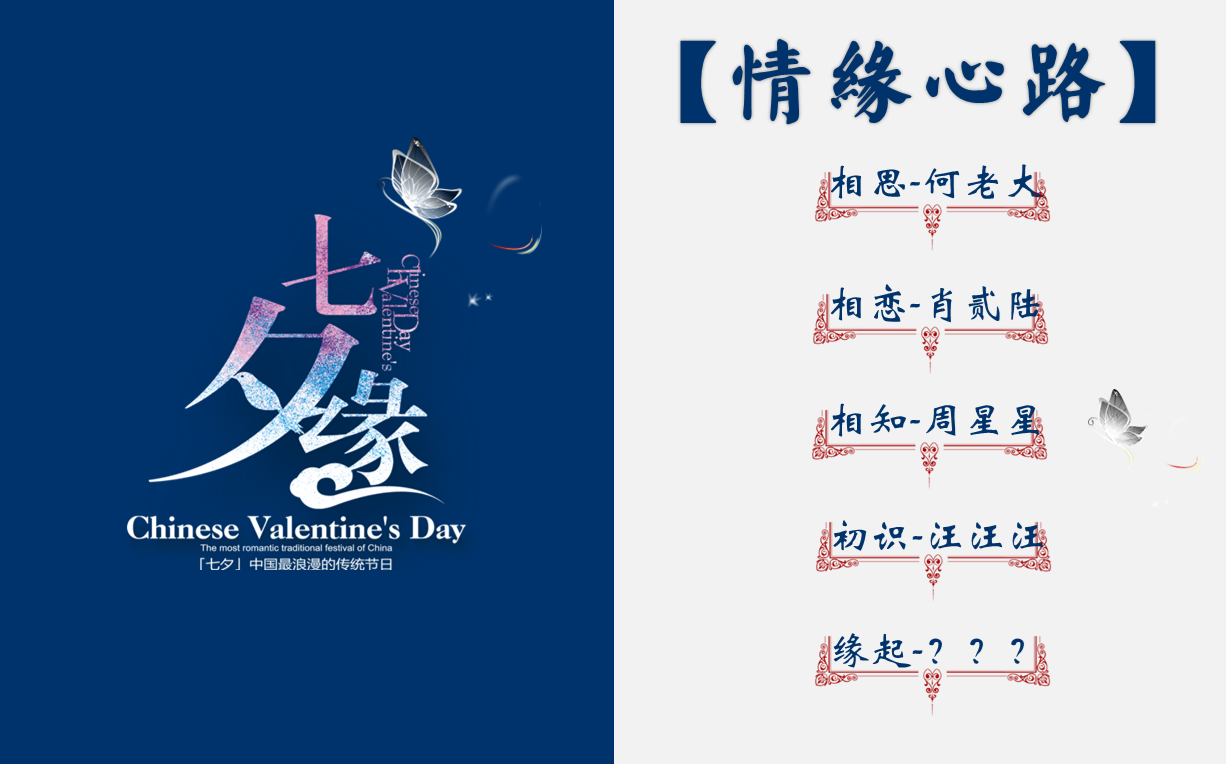 七夕缘
Chinese
Valentine's Day
Chinese Valentine's Day
The most romantic traditional festival of China
「七夕」中国最浪漫的传统节日
【情緣心路】
相思-何老大
相恋-肖贰陆
相知-周星星
初识-汪汪汪
缘起-？？？